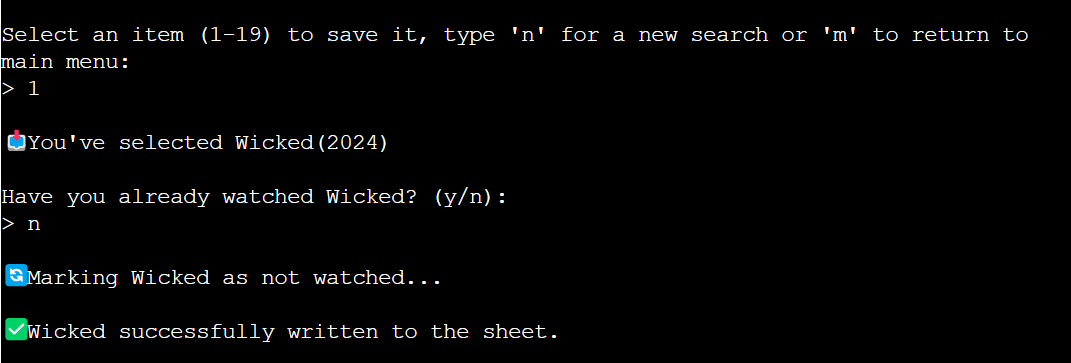 Select an item (1-19) to save it, type 'n' for a new search or 'm' to return to
main menu:
> 1
📥You've selected Wicked(2024)
Have you already watched Wicked? (y/n):
> n
🔄Marking Wicked as not watched...
✅Wicked successfully written to the sheet.